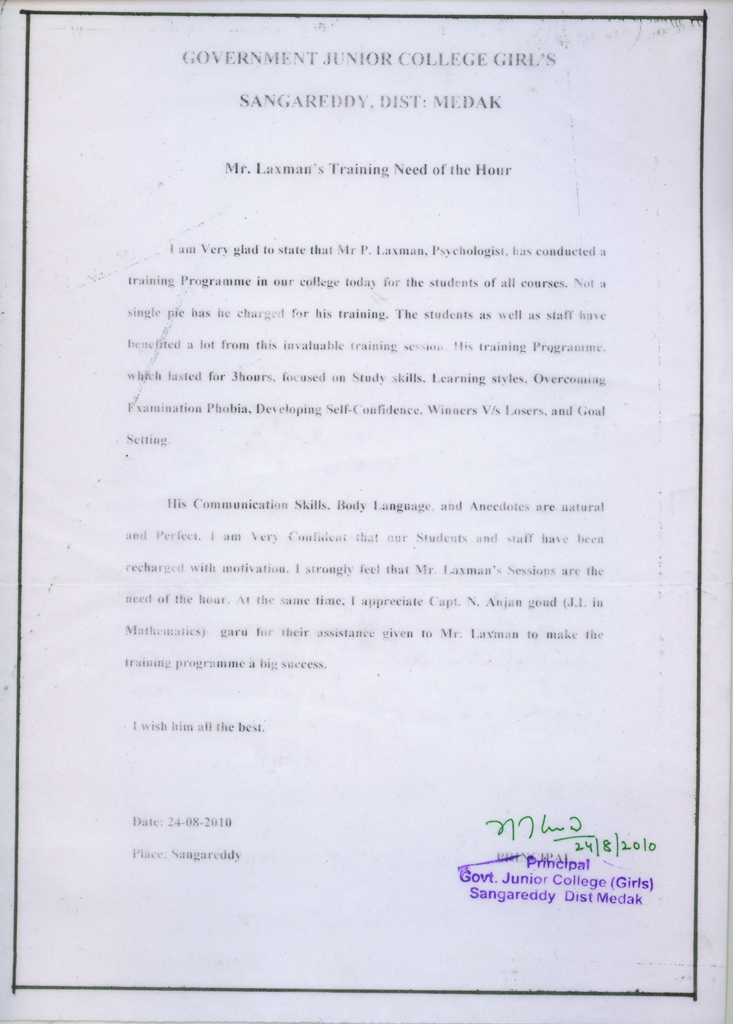 GOVERNMENT JUNIOR COLLEGE GIRL'S
SANGAREDDY, DIST: MEDAK
Mr. Laxman's Training Need of the Hour
I am Very glad to state that Mr P. Laxman, Psychologist, has conducted a
training Programme in our college today for the students of all courses. Not a
single pie has he charged for his training. The students as well as staff have
benefited a lot from this invaluable training session. His training Programme,
which lasted for 3hours, focused on Study skills, Learning styles, Overcoming
Examination Phobia, Developing Self-Confidence, Winners V/s Losers, and Goal
Setting.
His Communication Skills, Body Language, and Anecdotes are natural
and Perfect. I am Very Confident that our Students and staff have been
recharged with motivation. I strongly feel that Mr. Laxman's Sessions are the
need of the hour. At the same time, I appreciate Capt. N. Anjan goud (J.L in
Mathematics) garu for their assistance given to Mr. Laxman to make the
training programme a big success.
I wish him all the best.
Date: 24-08-2010
24/8/2010
Place: Sangareddy
PRINCIPAL
Principal
Govt. Junior College (Girls)
Sangareddy Dist Medak